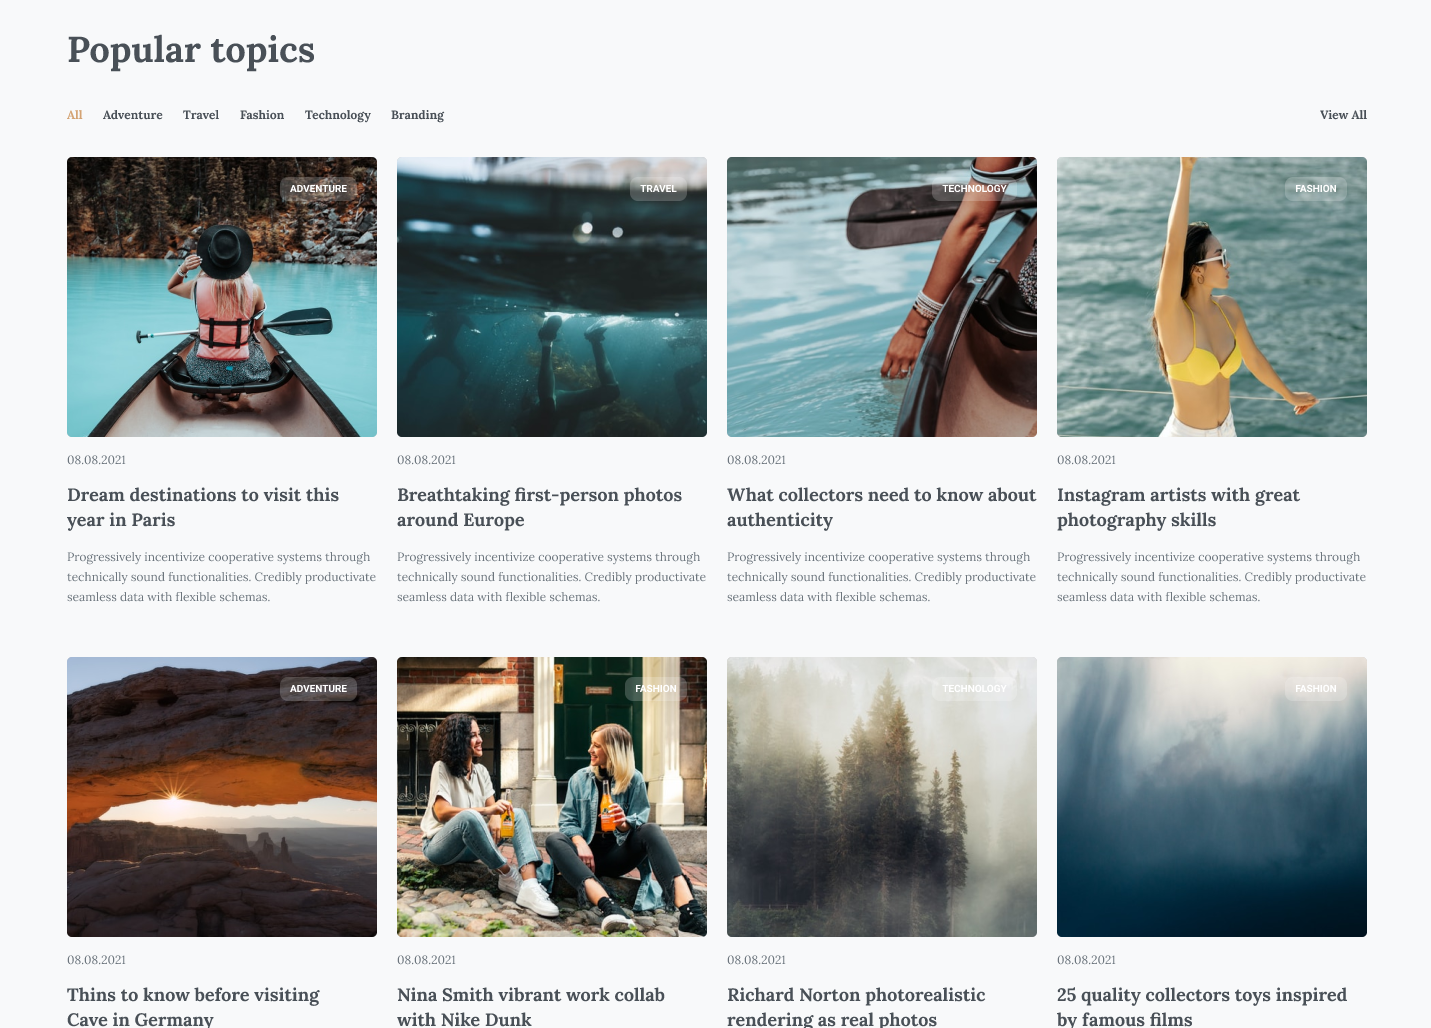 Popular topics
All Adventure Travel Fashion Technology Branding View All
ADVENTURE
TRAVEL
TECHNOLOGY
FASHION
08.08.2021
08.08.2021
08.08.2021
08.08.2021
Dream destinations to visit this
year in Paris
Breathtaking first-person photos
around Europe
What collectors need to know about
authenticity
Instagram artists with great
photography skills
Progressively incentivize cooperative systems through
technically sound functionalities. Credibly productivate
seamless data with flexible schemas.
Progressively incentivize cooperative systems through
technically sound functionalities. Credibly productivate
seamless data with flexible schemas.
Progressively incentivize cooperative systems through
technically sound functionalities. Credibly productivate
seamless data with flexible schemas.
Progressively incentivize cooperative systems through
technically sound functionalities. Credibly productivate
seamless data with flexible schemas.
ADVENTURE
FASHION
TECHNOLOGY
FASHION
08.08.2021
08.08.2021
08.08.2021
08.08.2021
Thins to know before visiting
Cave in Germany
Nina Smith vibrant work collab
with Nike Dunk
Richard Norton photorealistic
rendering as real photos
25 quality collectors toys inspired
by famous films